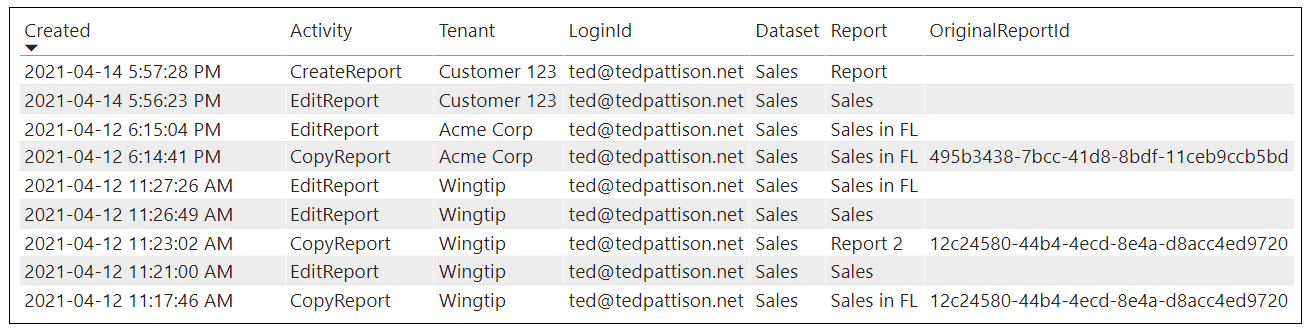 Created Activity Tenant LoginId Dataset Report OriginalReportId
2021-04-14 5:57:28 PM CreateReport Customer 123 ted@tedpattison.net Sales Report
2021-04-14 5:56:23 PM EditReport Customer 123 ted@tedpattison.net Sales Sales
2021-04-12 6:15:04 PM EditReport Acme Corp ted@tedpattison.net Sales Sales in FL
2021-04-12 6:14:41 PM CopyReport Acme Corp ted@tedpattison.net Sales Sales in FL 495b3438-7bcc-41d8-8bdf-11ceb9ccb5bd
2021-04-12 11:27:26 AM EditReport Wingtip ted@tedpattison.net Sales Sales in FL
2021-04-12 11:26:49 AM EditReport Wingtip ted@tedpattison.net Sales Sales
2021-04-12 11:23:02 AM CopyReport Wingtip ted@tedpattison.net Sales Report 2 12c24580-44b4-4ecd-8e4a-d8acc4ed9720
2021-04-12 11:21:00 AM EditReport Wingtip ted@tedpattison.net Sales Sales
2021-04-12 11:17:46 AM CopyReport Wingtip ted@tedpattison.net Sales Sales in FL 12c24580-44b4-4ecd-8e4a-d8acc4ed9720